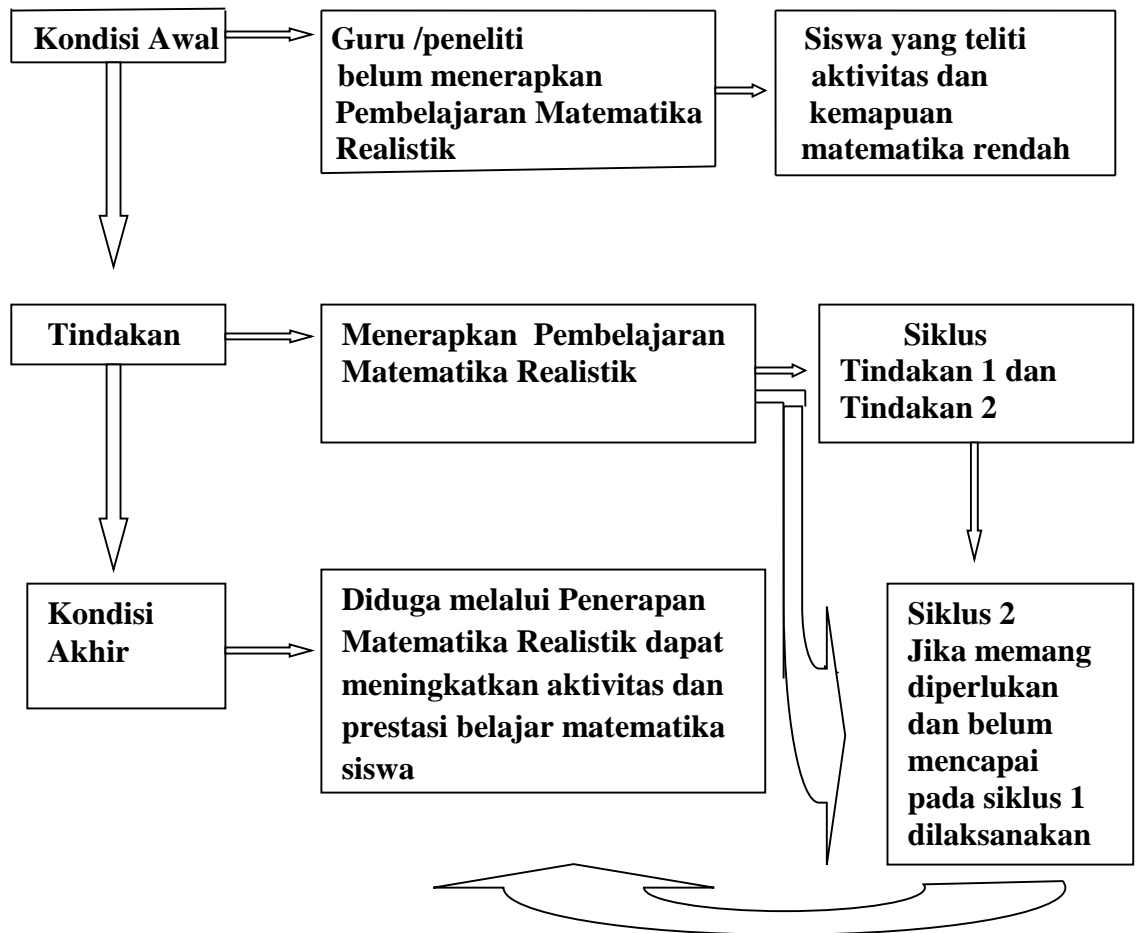 Kondisi Awal
Guru /peneliti
belum menerapkan
Pembelajaran Matematika
Realistik
Siswa yang teliti
aktivitas dan
kemapuan
matematika rendah
Tindakan
Menerapkan Pembelajaran
Matematika Realistik
Siklus
Tindakan 1 dan
Tindakan 2
Kondisi
Akhir
Diduga melalui Penerapan
Matematika Realistik dapat
meningkatkan aktivitas dan
prestasi belajar matematika
siswa
Siklus 2
Jika memang
diperlukan
dan belum
mencapai
pada siklus 1
dilaksanakan